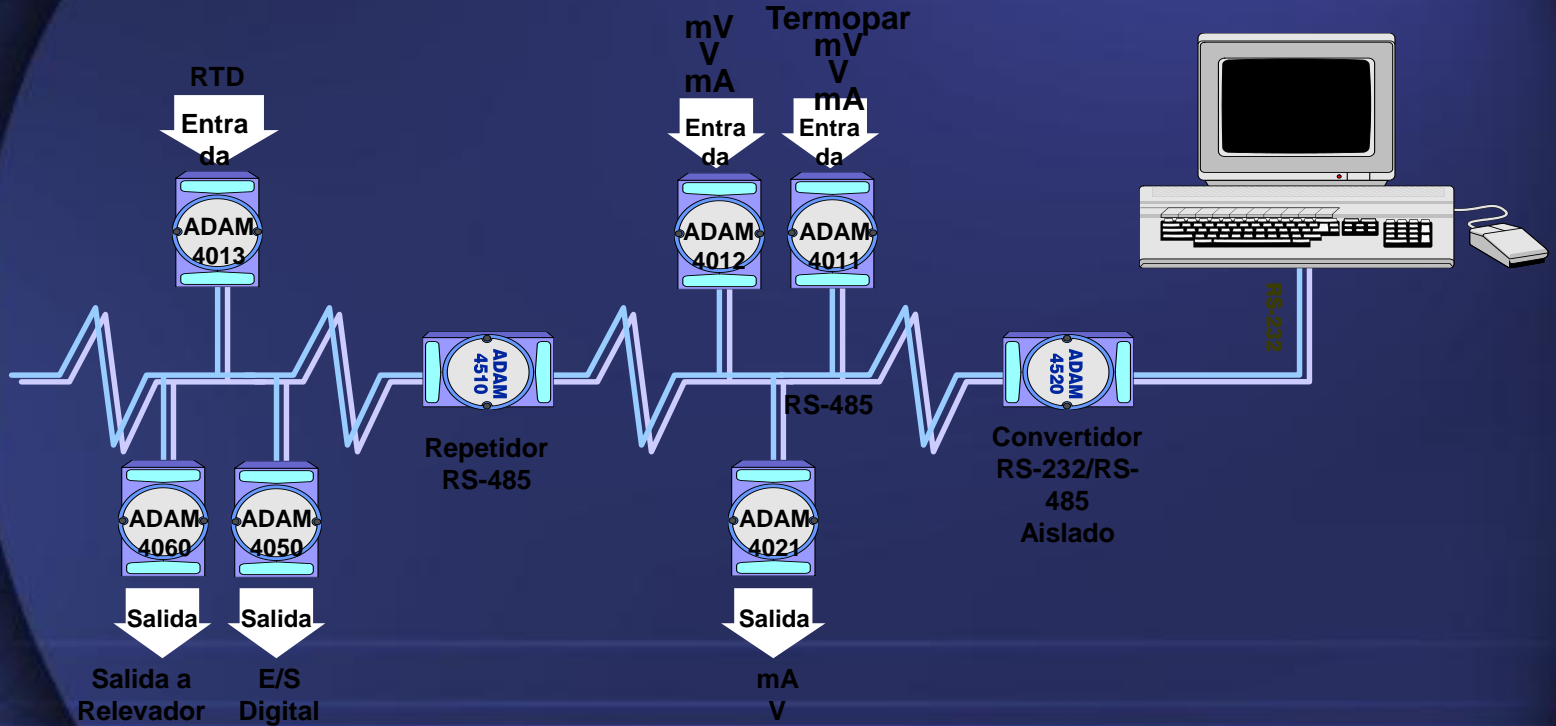 RTD
Entra
da
ADAM
4013
mV
V
mA
Entra
da
ADAM
4012
Termopar
mV
V
mA
Entra
da
ADAM
4011
RS-232
ADAM
4510
Repetidor
RS-485
RS-485
ADAM
4520
Convertidor
RS-232/RS-
485
Aislado
ADAM
4060
Salida
Salida a
Relevador
ADAM
4050
Salida
E/S
Digital
ADAM
4021
Salida
mA
V